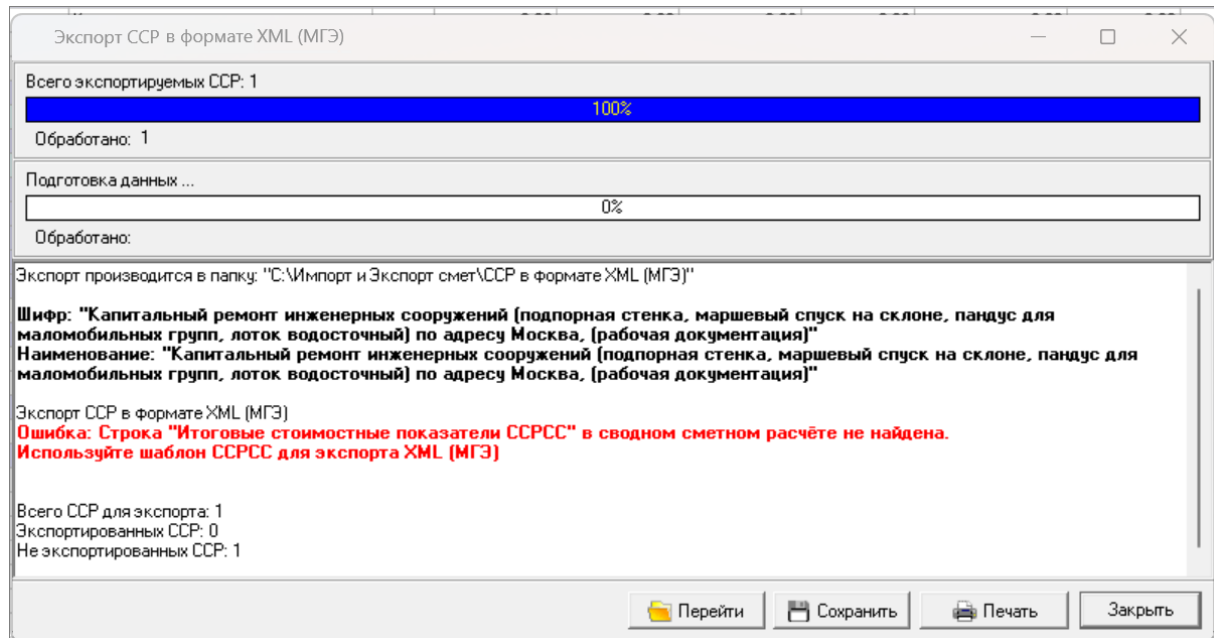 Экспорт ССР в формате XML (МГЭ)
Всего экспортируемых ССР: 1
100%
Обработано: 1
Подготовка данных ...
0%
Обработано:
Экспорт производится в папку: "C:\Импорт и Экспорт смет\ССР в формате XML (МГЭ)"
Шифр: "Капитальный ремонт инженерных сооружений (подпорная стенка, маршевый спуск на склоне, пандус для
маломобильных групп, лоток водосточный) по адресу Москва, (рабочая документация)"
Наименование: "Капитальный ремонт инженерных сооружений (подпорная стенка, маршевый спуск на склоне, пандус для
маломобильных групп, лоток водосточный) по адресу Москва, (рабочая документация)"
Экспорт ССР в формате XML (МГЭ)
Ошибка: Строка "Итоговые стоимостные показатели ССРСС" в сводном сметном расчёте не найдена.
Используйте шаблон ССРСС для экспорта XML (МГЭ)
Всего ССР для экспорта: 1
Экспортированных ССР: 0
Не экспортированных ССР: 1
Перейти Сохранить Печать Закрыть